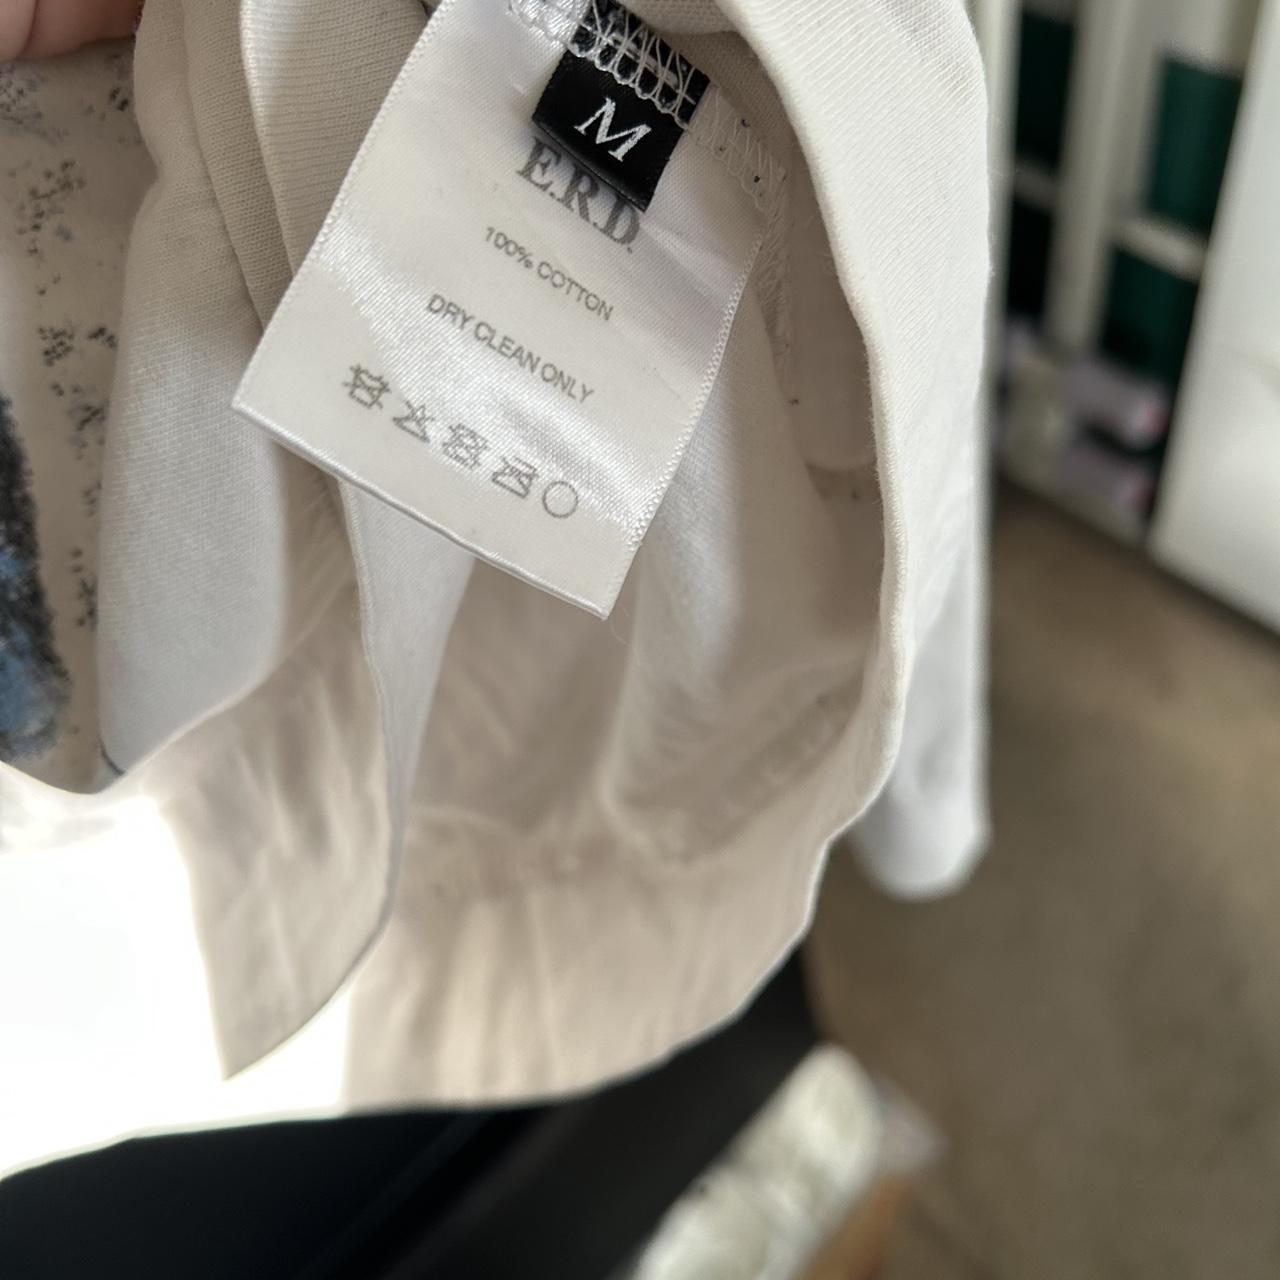 M
E.R.D.
100% COTTON
DRY CLEAN ONLY